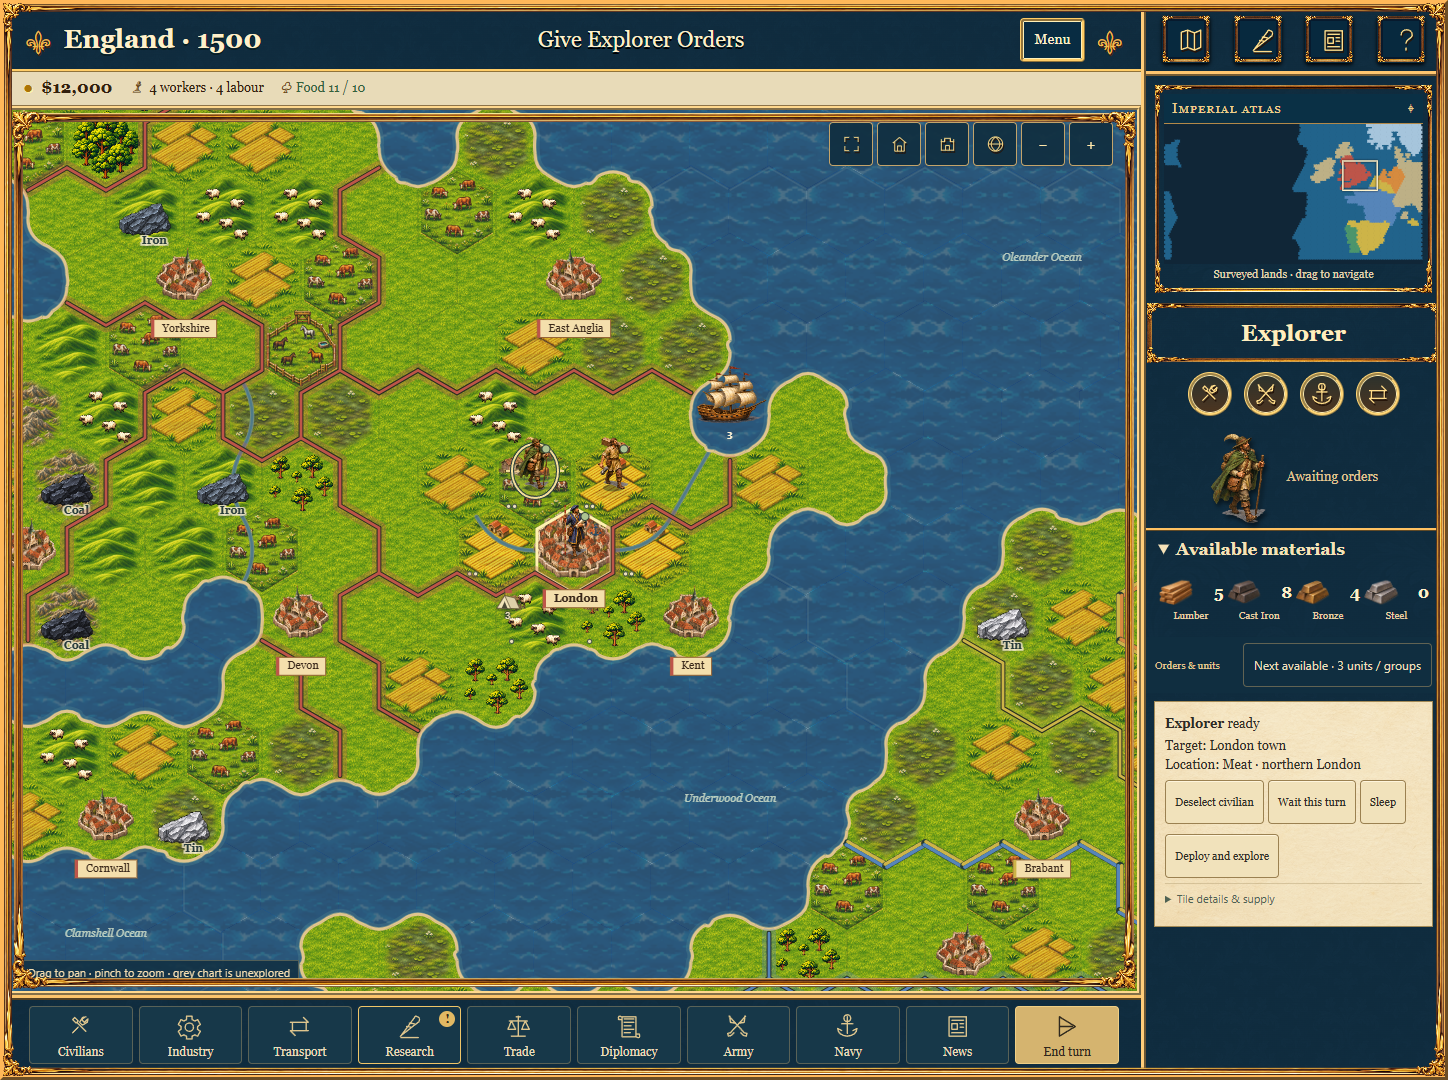 England · 1500
Give Explorer Orders
Menu
?
$12,000
4 workers · 4 labour
Food 11 / 10
−
+
Imperial Atlas
Surveyed lands · drag to navigate
Iron
Oleander Ocean
Yorkshire
East Anglia
3
Coal
Iron
London
3
Coal
Devon
Kent
Tin
Underwood Ocean
Tin
Cornwall
Brabant
Clamshell Ocean
Drag to pan · pinch to zoom · grey chart is unexplored
Explorer
Awaiting orders
▼ Available materials
5 8 4 0
Lumber Cast Iron Bronze Steel
Orders & units
Next available · 3 units / groups
Explorer ready
Target: London town
Location: Meat · northern London
Deselect civilian
Wait this turn
Sleep
Deploy and explore
▶ Tile details & supply
Civilians
Industry
Transport
Research
!
Trade
Diplomacy
Army
Navy
News
End turn